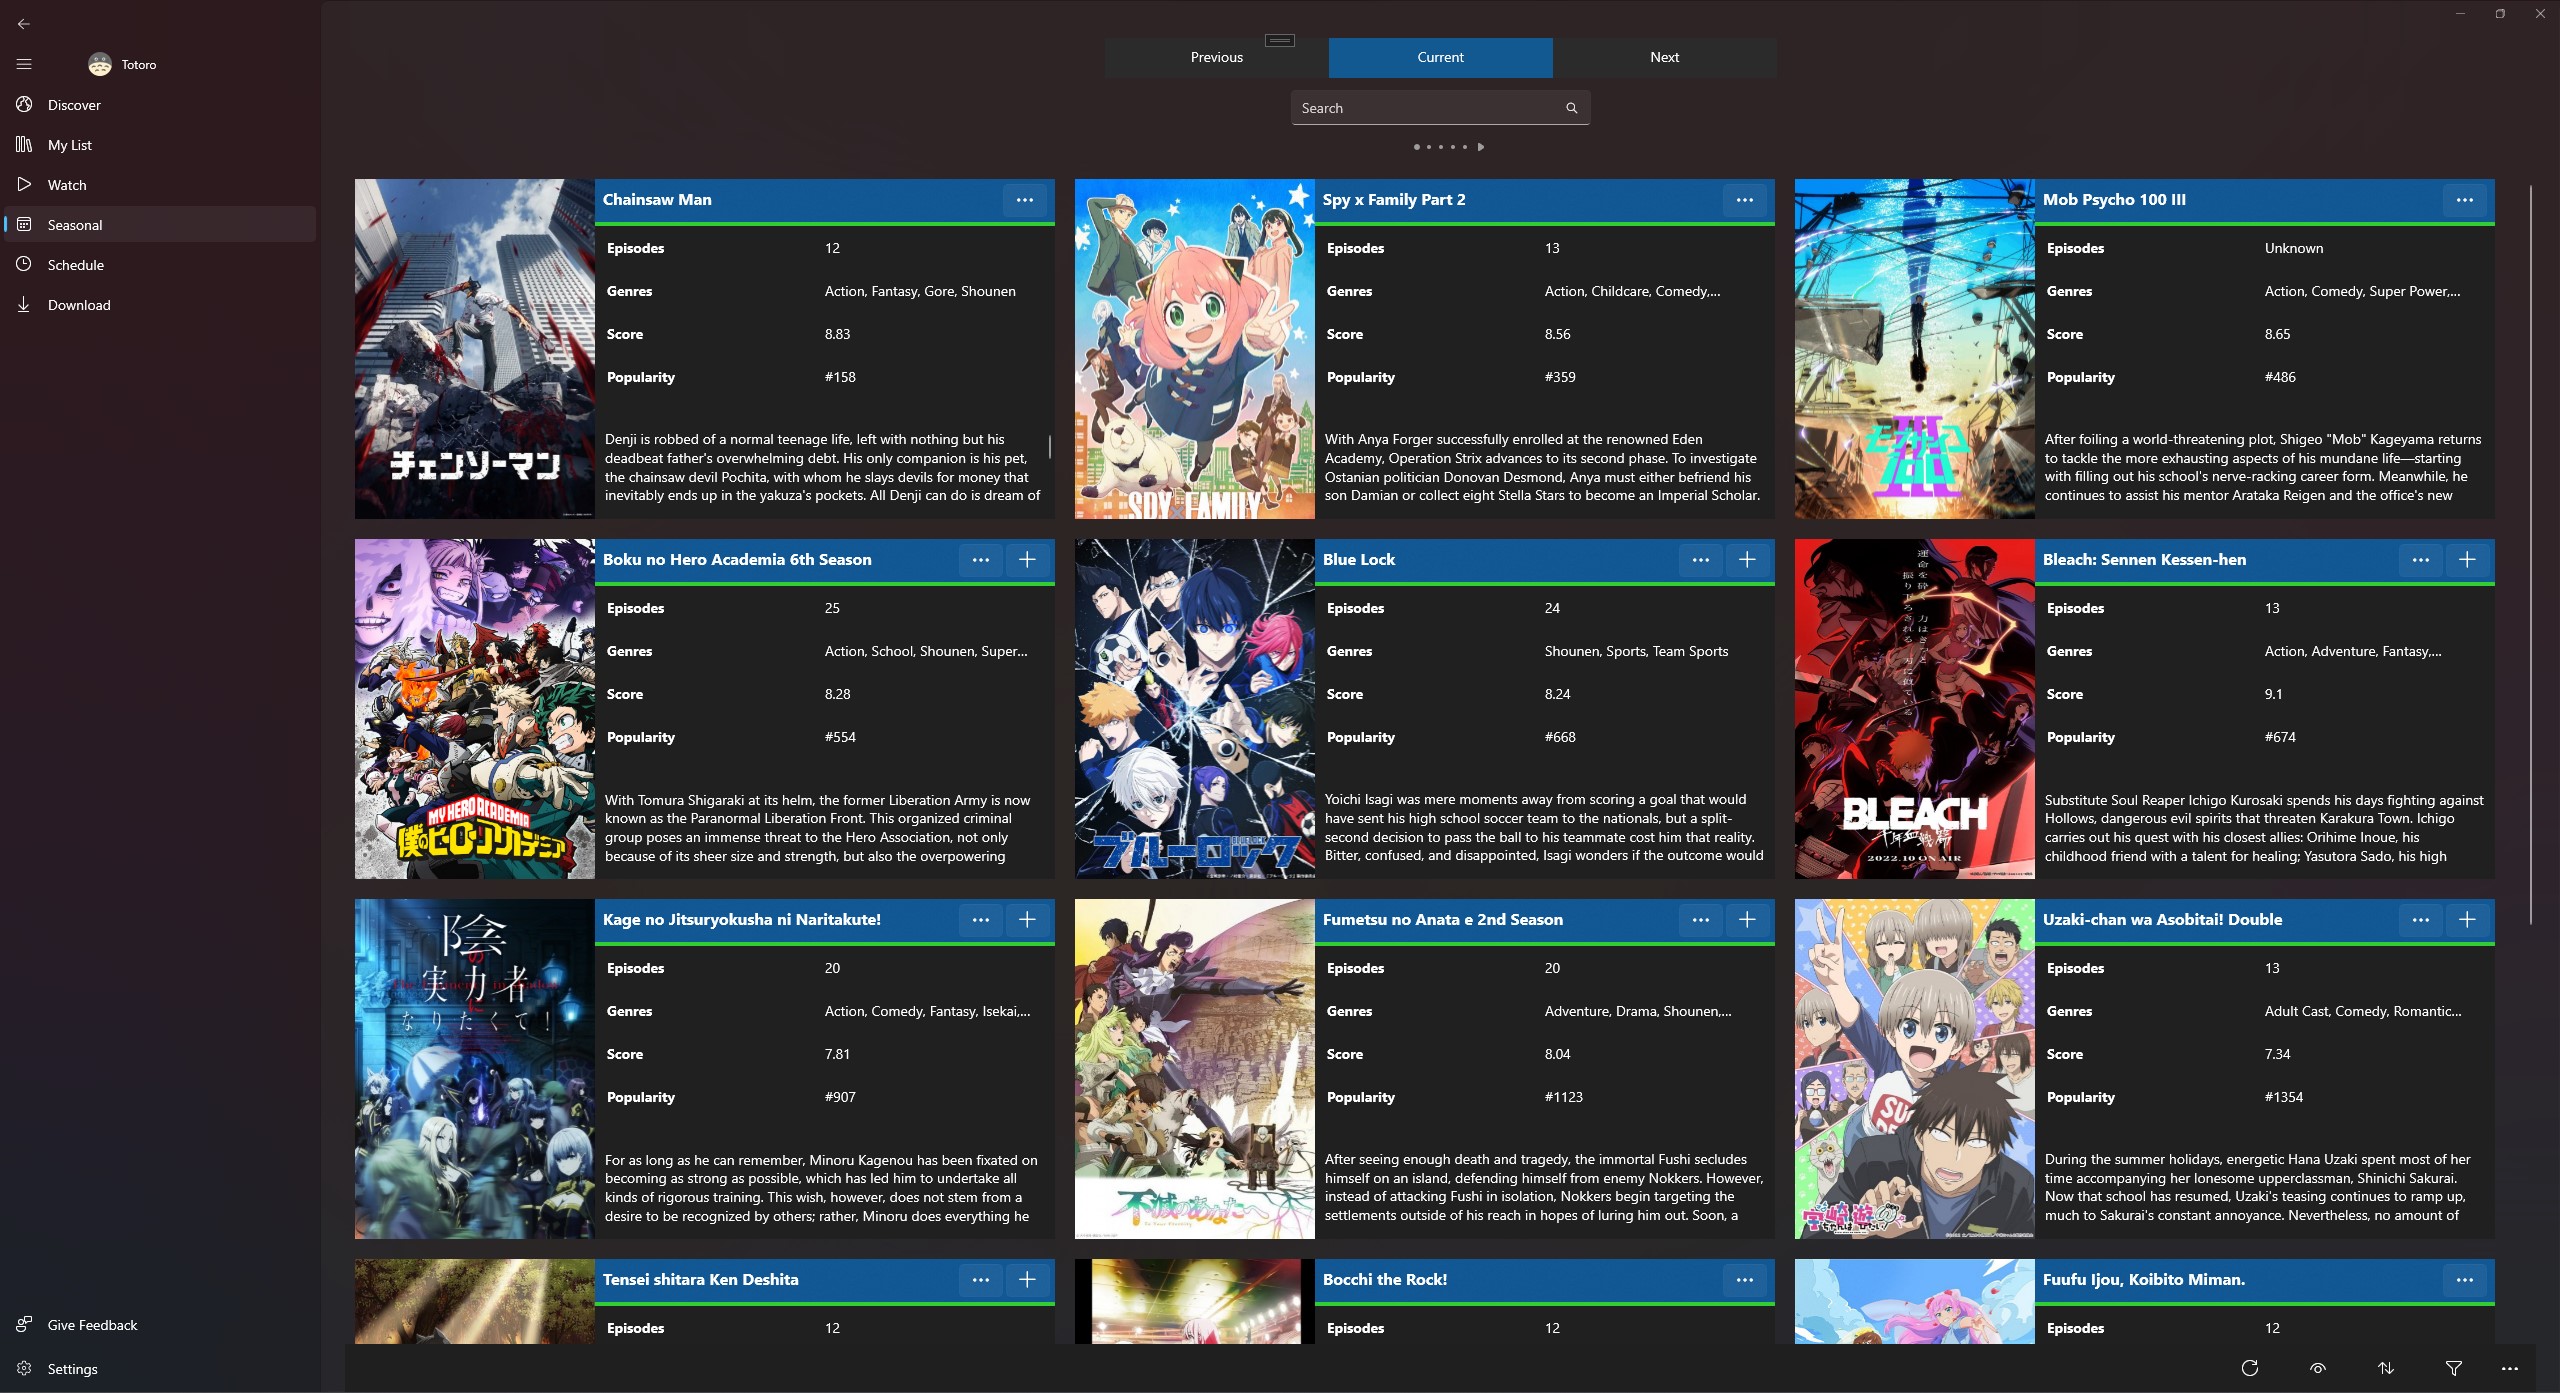 Totoro
Discover
My List
Watch
Seasonal
Schedule
Download
Give Feedback
Settings
Previous
Current
Next
Search
チェンソーマン
Chainsaw Man
Episodes 12
Genres Action, Fantasy, Gore, Shounen
Score 8.83
Popularity #158
Denji is robbed of a normal teenage life, left with nothing but his
deadbeat father's overwhelming debt. His only companion is his pet,
the chainsaw devil Pochita, with whom he slays devils for money that
inevitably ends up in the yakuza's pockets. All Denji can do is dream of
SPY×FAMILY
Spy x Family Part 2
Episodes 13
Genres Action, Childcare, Comedy,...
Score 8.56
Popularity #359
With Anya Forger successfully enrolled at the renowned Eden
Academy, Operation Strix advances to its second phase. To investigate
Ostanian politician Donovan Desmond, Anya must either befriend his
son Damian or collect eight Stella Stars to become an Imperial Scholar.
モブサイコ
100
III
Mob Psycho 100 III
Episodes Unknown
Genres Action, Comedy, Super Power,...
Score 8.65
Popularity #486
After foiling a world-threatening plot, Shigeo "Mob" Kageyama returns
to tackle the more exhausting aspects of his mundane life—starting
with filling out his school's nerve-racking career form. Meanwhile, he
continues to assist his mentor Arataka Reigen and the office's new
MY HERO ACADEMIA
僕のヒーローアカデミア
Boku no Hero Academia 6th Season
Episodes 25
Genres Action, School, Shounen, Super...
Score 8.28
Popularity #554
With Tomura Shigaraki at its helm, the former Liberation Army is now
known as the Paranormal Liberation Front. This organized criminal
group poses an immense threat to the Hero Association, not only
because of its sheer size and strength, but also the overpowering
ブルーロック
Blue Lock
Episodes 24
Genres Shounen, Sports, Team Sports
Score 8.24
Popularity #668
Yoichi Isagi was mere moments away from scoring a goal that would
have sent his high school soccer team to the nationals, but a split-
second decision to pass the ball to his teammate cost him that reality.
Bitter, confused, and disappointed, Isagi wonders if the outcome would
BLEACH
千年血戦篇
2022.10 ON AIR
Bleach: Sennen Kessen-hen
Episodes 13
Genres Action, Adventure, Fantasy,...
Score 9.1
Popularity #674
Substitute Soul Reaper Ichigo Kurosaki spends his days fighting against
Hollows, dangerous evil spirits that threaten Karakura Town. Ichigo
carries out his quest with his closest allies: Orihime Inoue, his
childhood friend with a talent for healing; Yasutora Sado, his high
陰の
実力者に
なりたくて！
Kage no Jitsuryokusha ni Naritakute!
Episodes 20
Genres Action, Comedy, Fantasy, Isekai,...
Score 7.81
Popularity #907
For as long as he can remember, Minoru Kagenou has been fixated on
becoming as strong as possible, which has led him to undertake all
kinds of rigorous training. This wish, however, does not stem from a
desire to be recognized by others; rather, Minoru does everything he
不滅のあなたへ
Fumetsu no Anata e 2nd Season
Episodes 20
Genres Adventure, Drama, Shounen,...
Score 8.04
Popularity #1123
After seeing enough death and tragedy, the immortal Fushi secludes
himself on an island, defending himself from enemy Nokkers. However,
instead of attacking Fushi in isolation, Nokkers begin targeting the
settlements outside of his reach in hopes of luring him out. Soon, a
Uzaki-chan wa Asobitai! Double
Episodes 13
Genres Adult Cast, Comedy, Romantic...
Score 7.34
Popularity #1354
During the summer holidays, energetic Hana Uzaki spent most of her
time accompanying her lonesome upperclassman, Shinichi Sakurai.
Now that school has resumed, Uzaki's teasing continues to ramp up,
much to Sakurai's constant annoyance. Nevertheless, no amount of
Tensei shitara Ken Deshita
Episodes 12
Bocchi the Rock!
Episodes 12
Fuufu Ijou, Koibito Miman.
Episodes 12